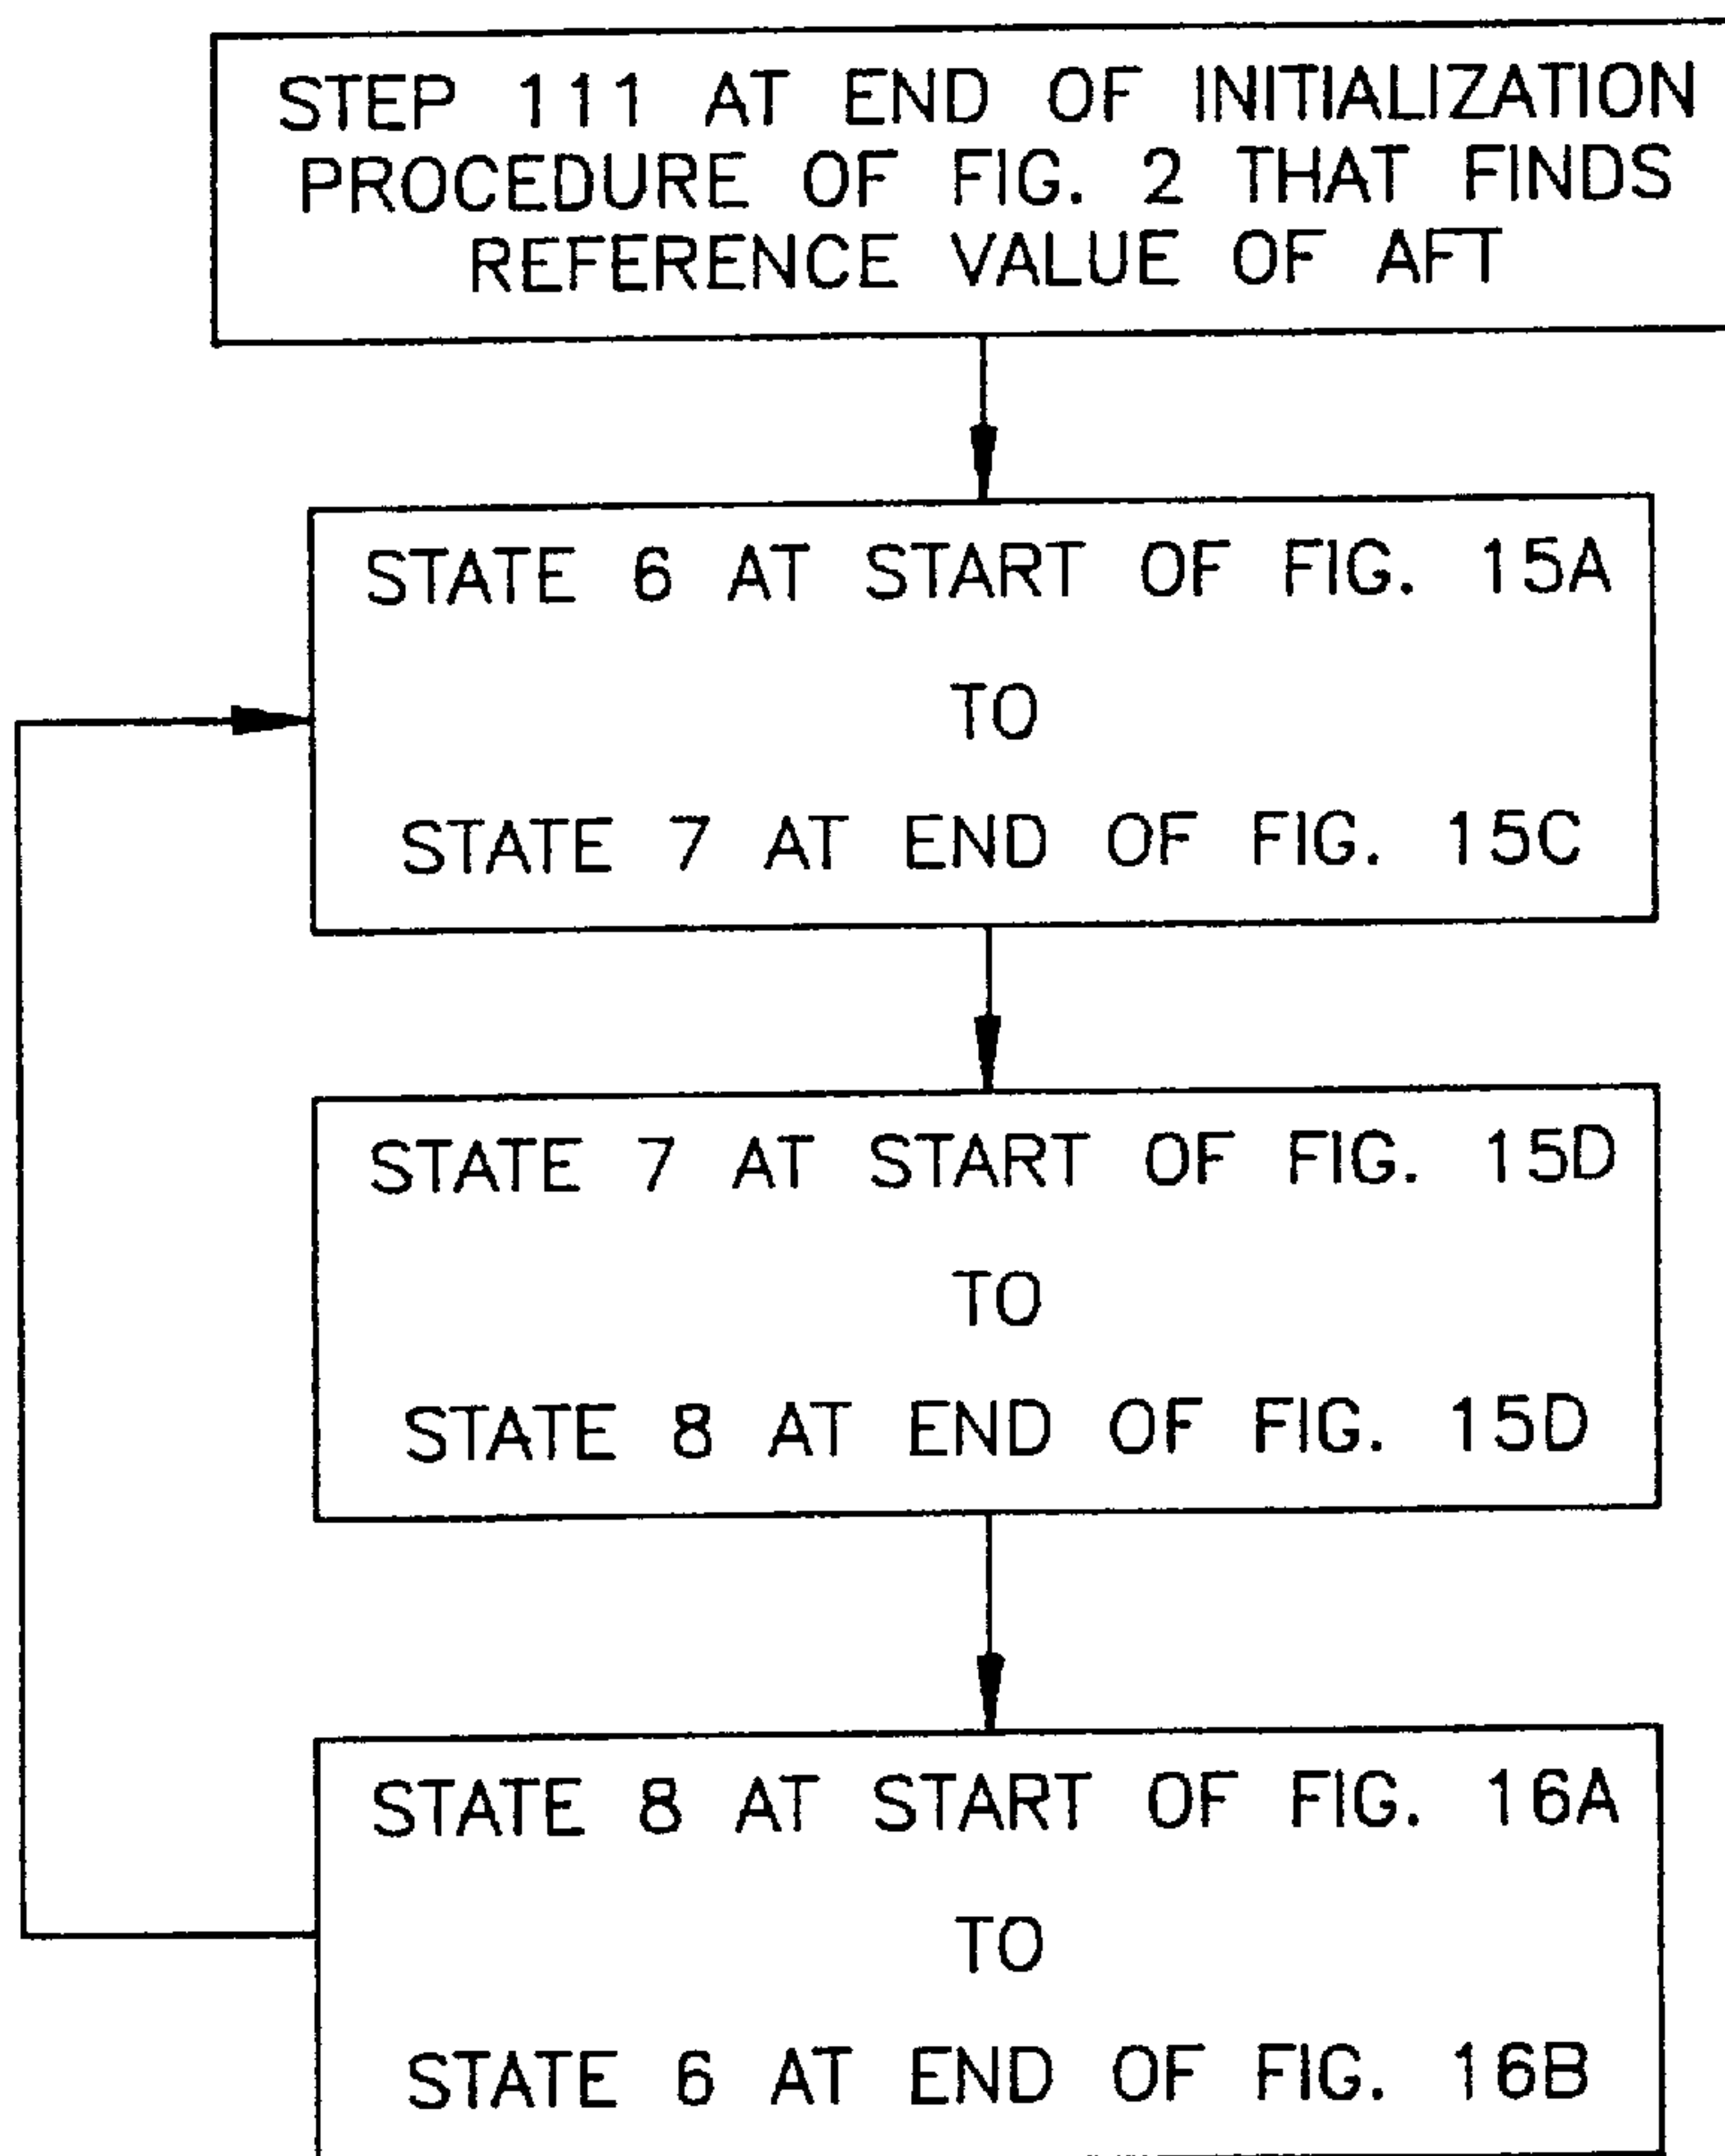 STEP 111 AT END OF INITIALIZATION
PROCEDURE OF FIG. 2 THAT FINDS
REFERENCE VALUE OF AFT
STATE 6 AT START OF FIG. 15A
TO
STATE 7 AT END OF FIG. 15C
STATE 7 AT START OF FIG. 15D
TO
STATE 8 AT END OF FIG. 15D
STATE 8 AT START OF FIG. 16A
TO
STATE 6 AT END OF FIG. 16B